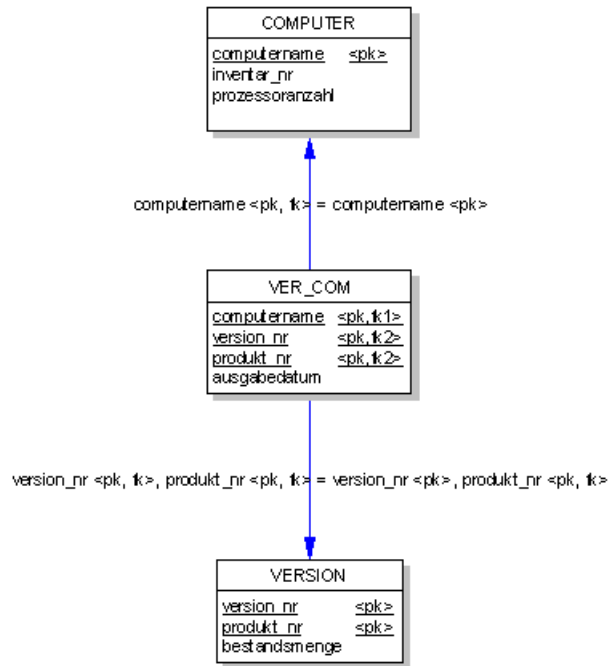 COMPUTER
computername <pk>
inventar_nr
prozessoranzahl
computername <pk, fk> = computername <pk>
VER_COM
computername <pk,fk1>
version_nr <pk,fk2>
produkt_nr <pk,fk2>
ausgabedatum
version_nr <pk, fk>, produkt_nr <pk, fk> = version_nr <pk>, produkt_nr <pk, fk>
VERSION
version_nr <pk>
produkt_nr <pk>
bestandsmenge